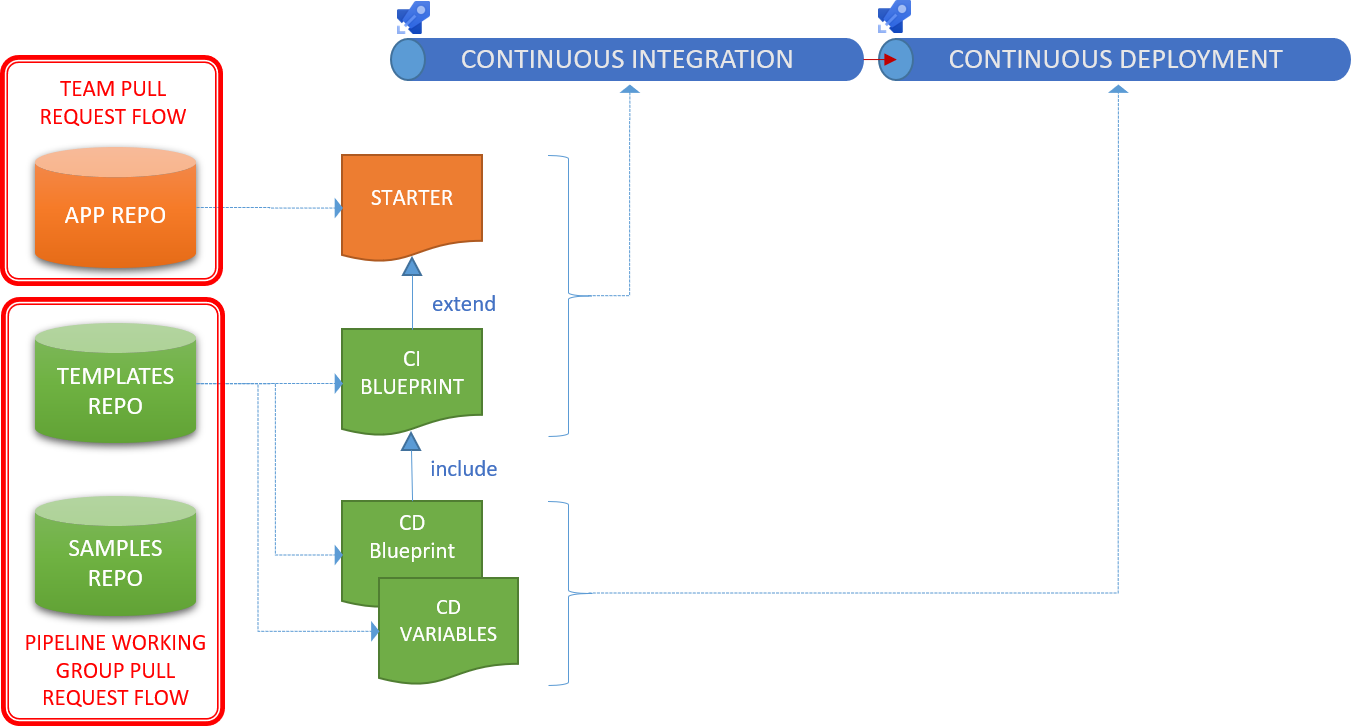 CONTINUOUS INTEGRATION
CONTINUOUS DEPLOYMENT
TEAM PULL
REQUEST FLOW
APP REPO
STARTER
extend
TEMPLATES
REPO
CI
BLUEPRINT
include
SAMPLES
REPO
CD
Blueprint
CD
VARIABLES
PIPELINE WORKING
GROUP PULL
REQUEST FLOW